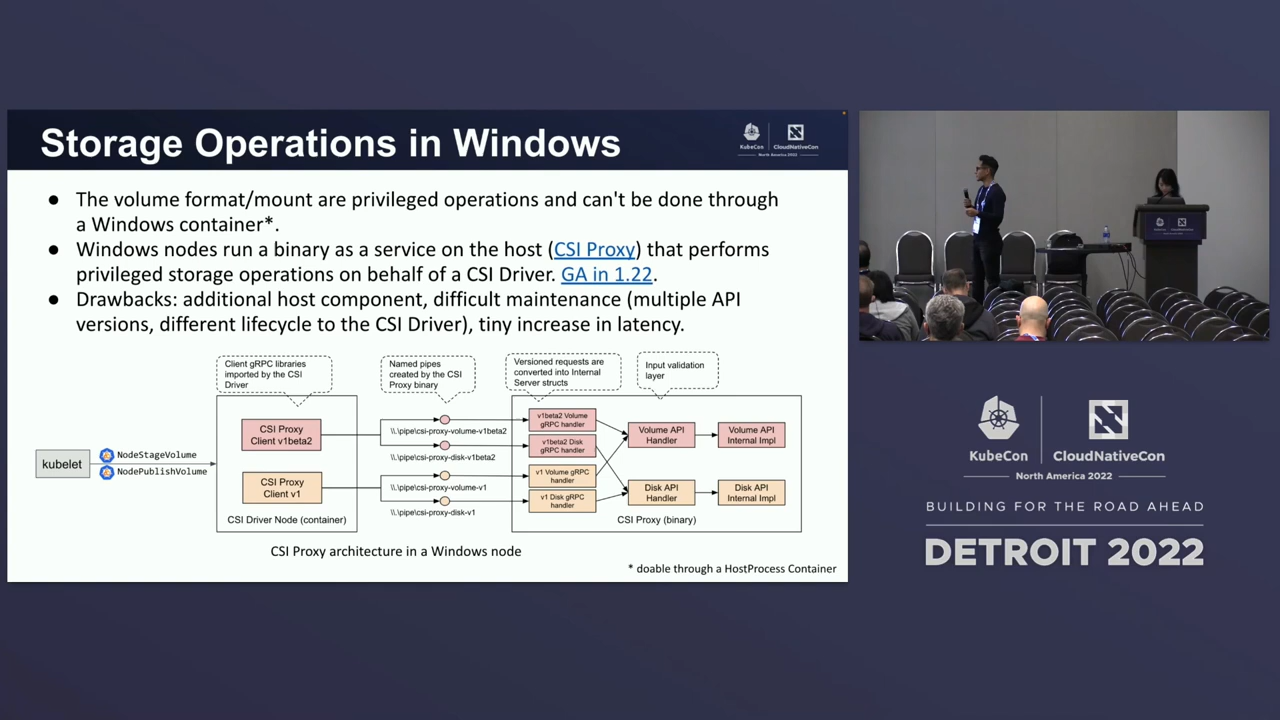 Storage Operations in Windows
KubeCon
CloudNativeCon
North America 2022
● The volume format/mount are privileged operations and can't be done through
a Windows container*.
● Windows nodes run a binary as a service on the host (CSI Proxy) that performs
privileged storage operations on behalf of a CSI Driver. GA in 1.22.
● Drawbacks: additional host component, difficult maintenance (multiple API
versions, different lifecycle to the CSI Driver), tiny increase in latency.
Client gRPC libraries
imported by the CSI
Driver
Named pipes
created by the CSI
Proxy binary
Versioned requests are
converted into Internal
Server structs
Input validation
layer
kubelet
NodeStageVolume
NodePublishVolume
CSI Proxy
Client v1beta2
CSI Proxy
Client v1
CSI Driver Node (container)
\\.\pipe\csi-proxy-volume-v1beta2
\\.\pipe\csi-proxy-disk-v1beta2
\\.\pipe\csi-proxy-volume-v1
\\.\pipe\csi-proxy-disk-v1
v1beta2 Volume
gRPC handler
v1beta2 Disk
gRPC handler
v1 Volume gRPC
handler
v1 Disk gRPC
handler
Volume API
Handler
Volume API
Internal Impl
Disk API
Handler
Disk API
Internal Impl
CSI Proxy (binary)
CSI Proxy architecture in a Windows node
* doable through a HostProcess Container
KubeCon
CloudNativeCon
North America 2022
BUILDING FOR THE ROAD AHEAD
DETROIT 2022